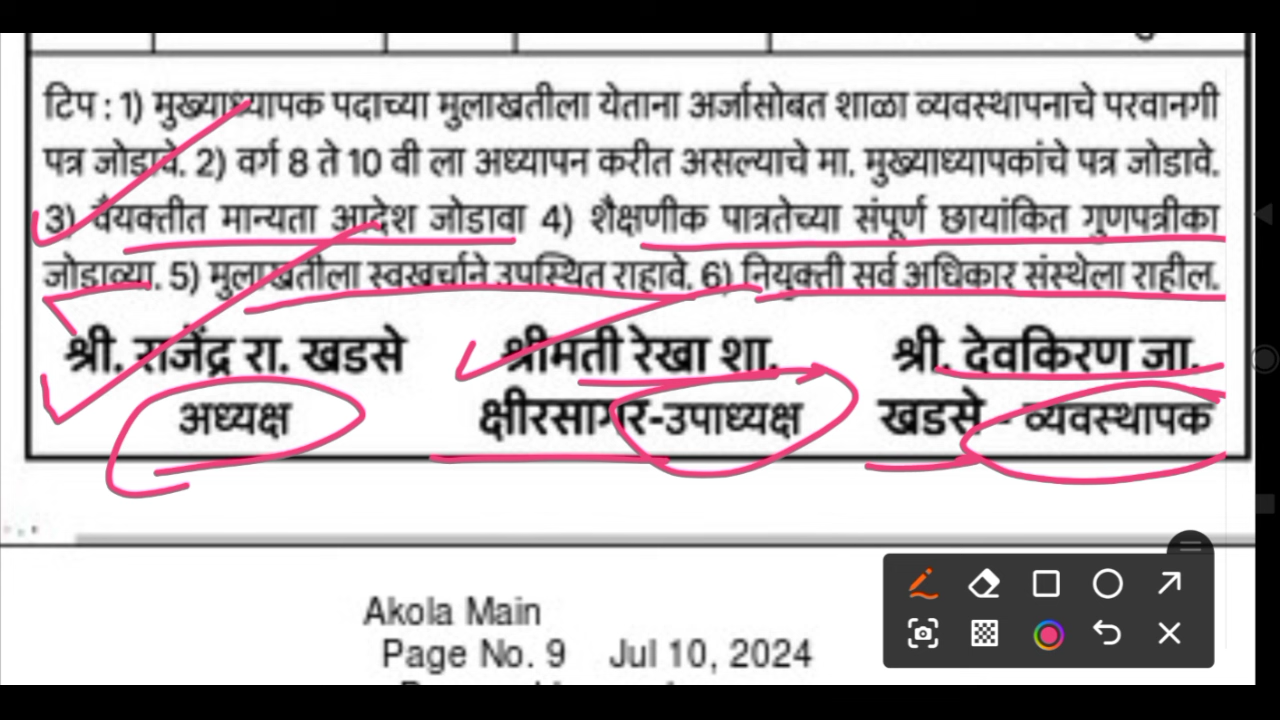 टिप : 1) मुख्याध्यापक पदाच्या मुलाखतीला येताना अर्जासोबत शाळा व्यवस्थापनाचे परवानगी
पत्र जोडावे. 2) वर्ग 8 ते 10 वी ला अध्यापन करीत असल्याचे मा. मुख्याध्यापकांचे पत्र जोडावे.
3) वैयक्तीत मान्यता आदेश जोडावा 4) शैक्षणीक पात्रतेच्या संपूर्ण छायांकित गुणपत्रीका
जोडाव्या. 5) मुलाखतीला स्वखर्चाने उपस्थित राहावे. 6) नियुक्ती सर्व अधिकार संस्थेला राहील.
श्री. राजेंद्र रा. खडसे श्रीमती रेखा शा. श्री. देवकिरण जा.
अध्यक्ष क्षीरसागर-उपाध्यक्ष खडसे - व्यवस्थापक
Akola Main
Page No. 9 Jul 10, 2024